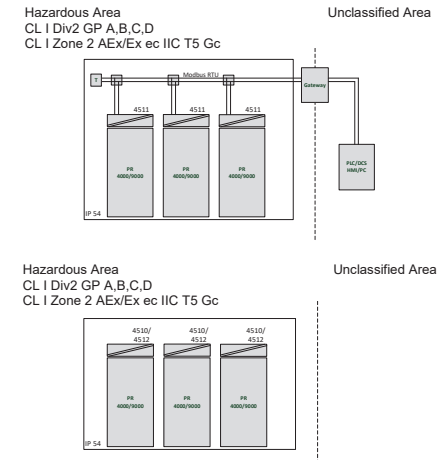 Hazardous Area
Unclassified Area
CL I Div2 GP A,B,C,D
CL I Zone 2 AEx/Ex ec IIC T5 Gc
T
Modbus RTU
Gateway
4511
4511
4511
PR
4000/9000
PR
4000/9000
PR
4000/9000
PLC/DCS
HMI/PC
IP 54
Hazardous Area
Unclassified Area
CL I Div2 GP A,B,C,D
CL I Zone 2 AEx/Ex ec IIC T5 Gc
4510/
4512
4510/
4512
4510/
4512
PR
4000/9000
PR
4000/9000
PR
4000/9000
IP 54